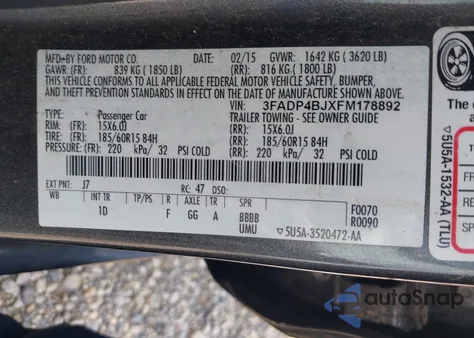 MFD. BY FORD MOTOR CO. DATE: 02/15 GVWR: 1642 KG ( 3620 LB)
GAWR: (FR): 839 KG ( 1850 LB) (RR): 816 KG ( 1800 LB)
THIS VEHICLE CONFORMS TO ALL APPLICABLE FEDERAL MOTOR VEHICLE SAFETY, BUMPER,
AND THEFT PREVENTION STANDARDS IN EFFECT ON THE DATE OF MANUFACTURE SHOWN ABOVE.
VIN: 3FADP4BJXFM178892
TYPE: Passenger Car TRAILER TOWING - SEE OWNER GUIDE
RIM: (FR) 15X6.0J (RR): 15X6.0J
TIRE: (FR) 185/60R15 84H (RR): 185/60R15 84H
PRESSURE: (FR) 220 kPa/ 32 PSI COLD (RR): 220 kPa/ 32 PSI COLD
EXT PNT: J7 RC: 47 DSO:
WB INT TR TP/PS R AXLE TR SPR
1D F GG A BBBB
UMU
F0070
R0090
▽5U5A-3520472-AA
The
▽5U5A-1532-AA (TLU)
T
FR
RE
SP
autoSnap